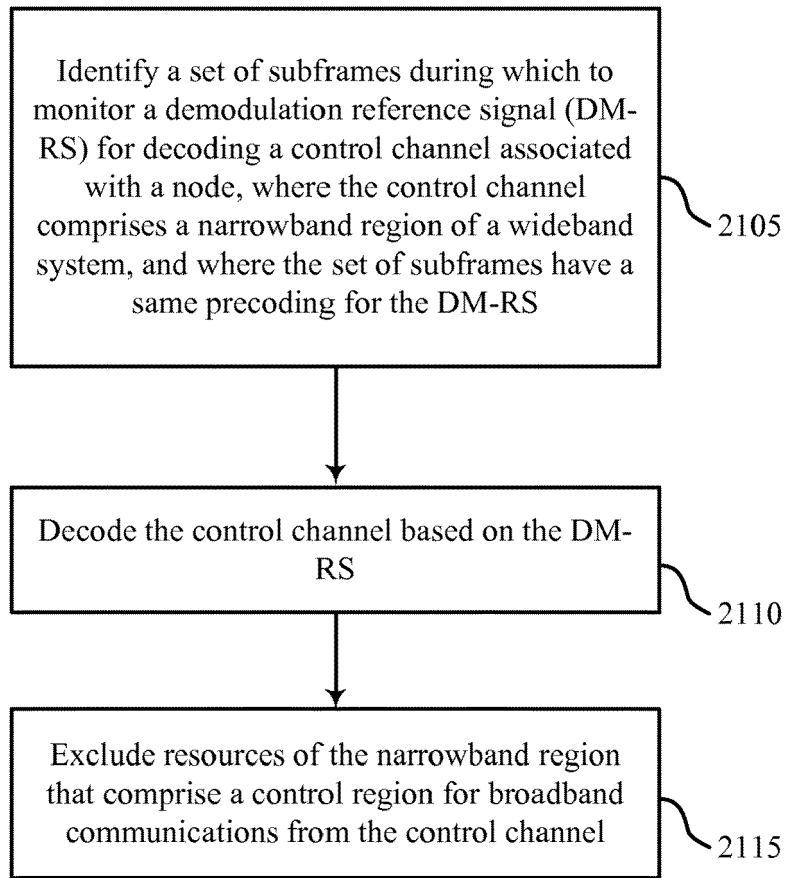 Identify a set of subframes during which to
monitor a demodulation reference signal (DM-
RS) for decoding a control channel associated
with a node, where the control channel
comprises a narrowband region of a wideband
system, and where the set of subframes have a
same precoding for the DM-RS
2105
Decode the control channel based on the DM-
RS
2110
Exclude resources of the narrowband region
that comprise a control region for broadband
communications from the control channel
2115